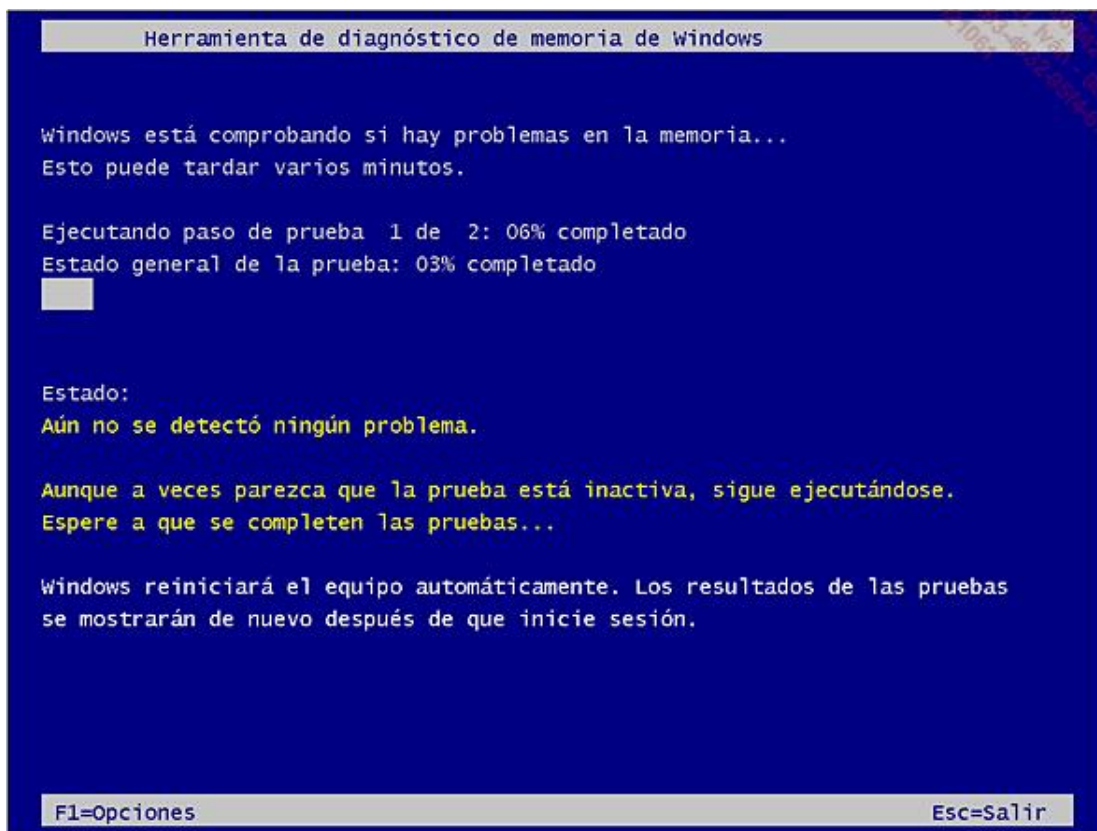 Herramienta de diagnóstico de memoria de Windows
Windows está comprobando si hay problemas en la memoria...
Esto puede tardar varios minutos.
Ejecutando paso de prueba  1 de  2: 06% completado
Estado general de la prueba: 03% completado
Estado:
Aún no se detectó ningún problema.
Aunque a veces parezca que la prueba está inactiva, sigue ejecutándose.
Espere a que se completen las pruebas...
Windows reiniciará el equipo automáticamente. Los resultados de las pruebas
se mostrarán de nuevo después de que inicie sesión.
F1=Opciones Esc=Salir